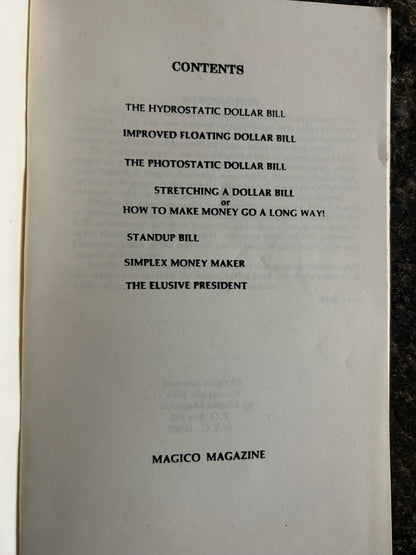 CONTENTS
THE HYDROSTATIC DOLLAR BILL
IMPROVED FLOATING DOLLAR BILL
THE PHOTOSTATIC DOLLAR BILL
STRETCHING A DOLLAR BILL
or
HOW TO MAKE MONEY GO A LONG WAY!
STANDUP BILL
SIMPLEX MONEY MAKER
THE ELUSIVE PRESIDENT
MAGICO MAGAZINE